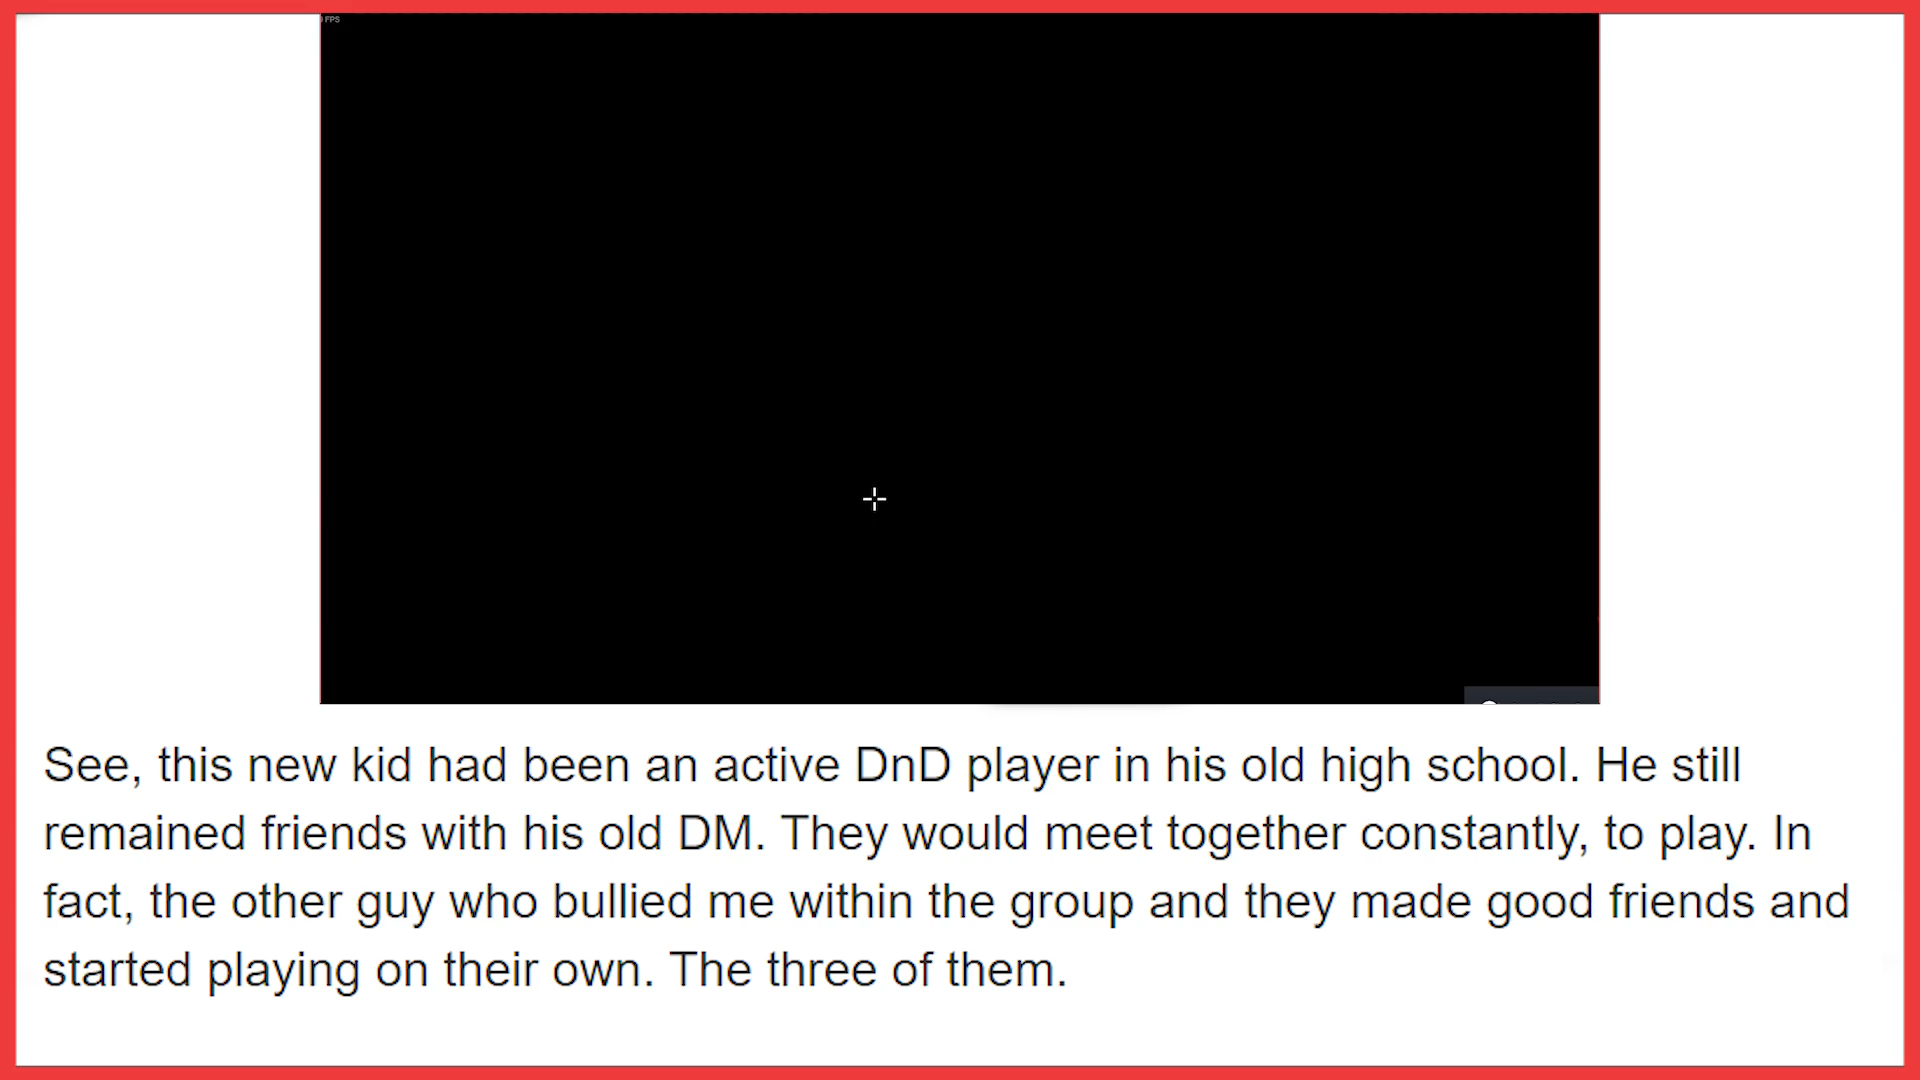 FPS
See, this new kid had been an active DnD player in his old high school. He still
remained friends with his old DM. They would meet together constantly, to play. In
fact, the other guy who bullied me within the group and they made good friends and
started playing on their own. The three of them.